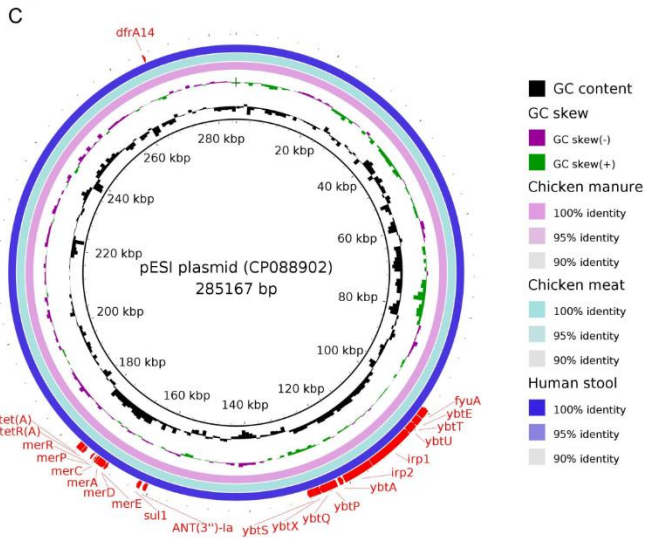 C
dfrA14
280 kbp
20 kbp
40 kbp
60 kbp
80 kbp
100 kbp
120 kbp
140 kbp
160 kbp
180 kbp
200 kbp
220 kbp
240 kbp
260 kbp
pESI plasmid (CP088902)
285167 bp
fyuA
ybtE
ybtT
ybtU
irp1
irp2
ybtA
ybtP
ybtQ
ybtX
ybtS
ANT(3'')-Ia
sul1
merE
merD
merA
merC
merP
merR
tetR(A)
tet(A)
GC content
GC skew
GC skew(-)
GC skew(+)
Chicken manure
100% identity
95% identity
90% identity
Chicken meat
100% identity
95% identity
90% identity
Human stool
100% identity
95% identity
90% identity